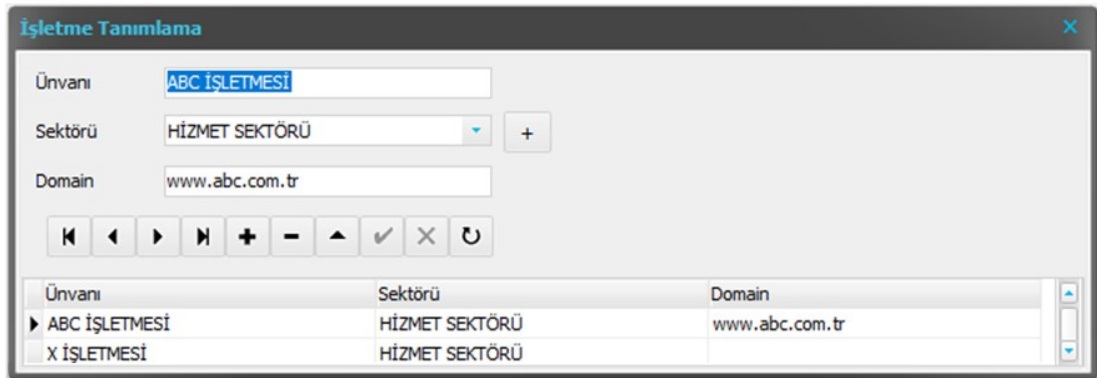 İşletme Tanımlama
Ünvanı ABC İŞLETMESİ
Sektörü HİZMET SEKTÖRÜ +
Domain www.abc.com.tr
Ünvanı Sektörü Domain
ABC İŞLETMESİ HİZMET SEKTÖRÜ www.abc.com.tr
X İŞLETMESİ HİZMET SEKTÖRÜ